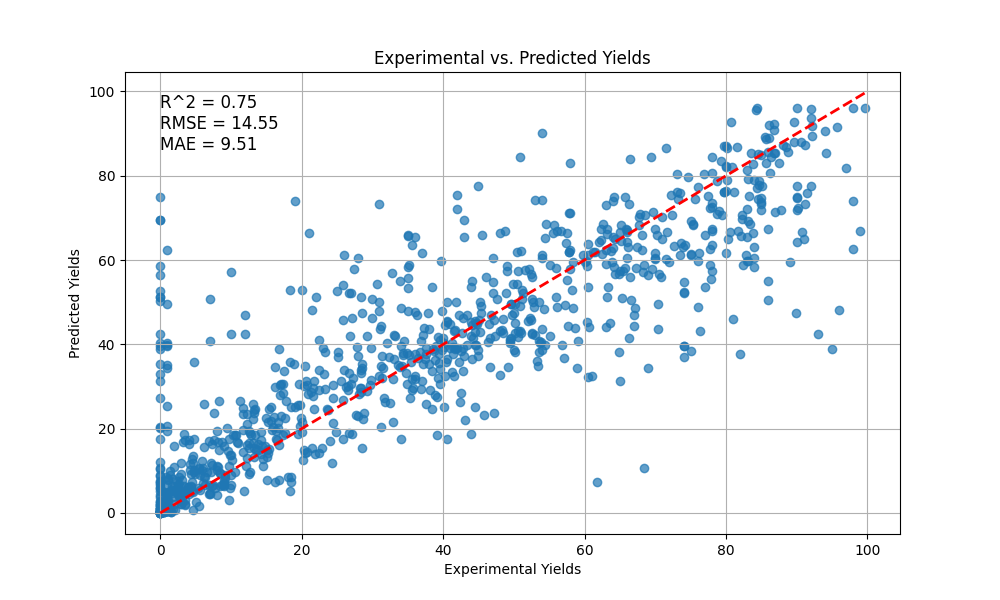 Experimental vs. Predicted Yields
R^2 = 0.75
RMSE = 14.55
MAE = 9.51
100
80
60
40
20
0
Predicted Yields
0 20 40 60 80 100
Experimental Yields